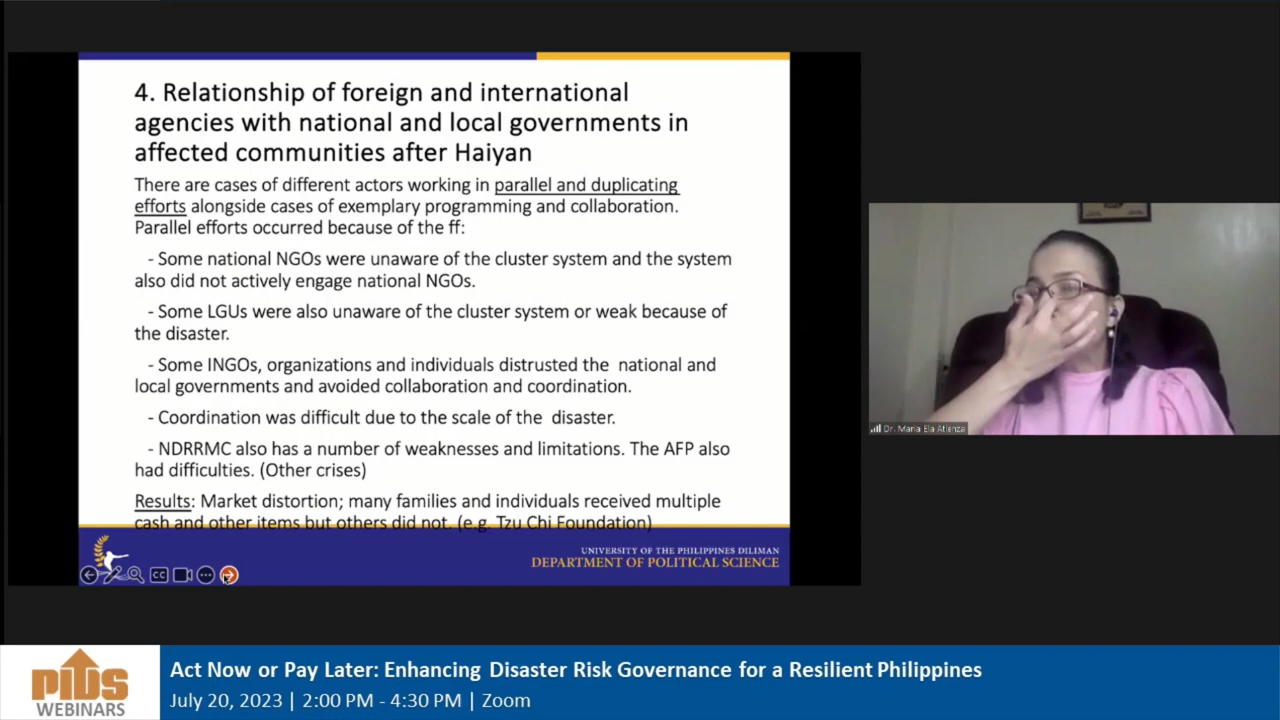 4. Relationship of foreign and international
agencies with national and local governments in
affected communities after Haiyan
There are cases of different actors working in parallel and duplicating
efforts alongside cases of exemplary programming and collaboration.
Parallel efforts occurred because of the ff:
- Some national NGOs were unaware of the cluster system and the system
also did not actively engage national NGOs.
- Some LGUs were also unaware of the cluster system or weak because of
the disaster.
- Some INGOs, organizations and individuals distrusted the national and
local governments and avoided collaboration and coordination.
- Coordination was difficult due to the scale of the disaster.
- NDRRMC also has a number of weaknesses and limitations. The AFP also
had difficulties. (Other crises)
Results: Market distortion; many families and individuals received multiple
cash and other items but others did not. (e.g. Tzu Chi Foundation)
UNIVERSITY OF THE PHILIPPINES DILIMAN
DEPARTMENT OF POLITICAL SCIENCE
CC
Dr. Maria Ela Atienza
PIDS
WEBINARS
Act Now or Pay Later: Enhancing Disaster Risk Governance for a Resilient Philippines
July 20, 2023 | 2:00 PM - 4:30 PM | Zoom